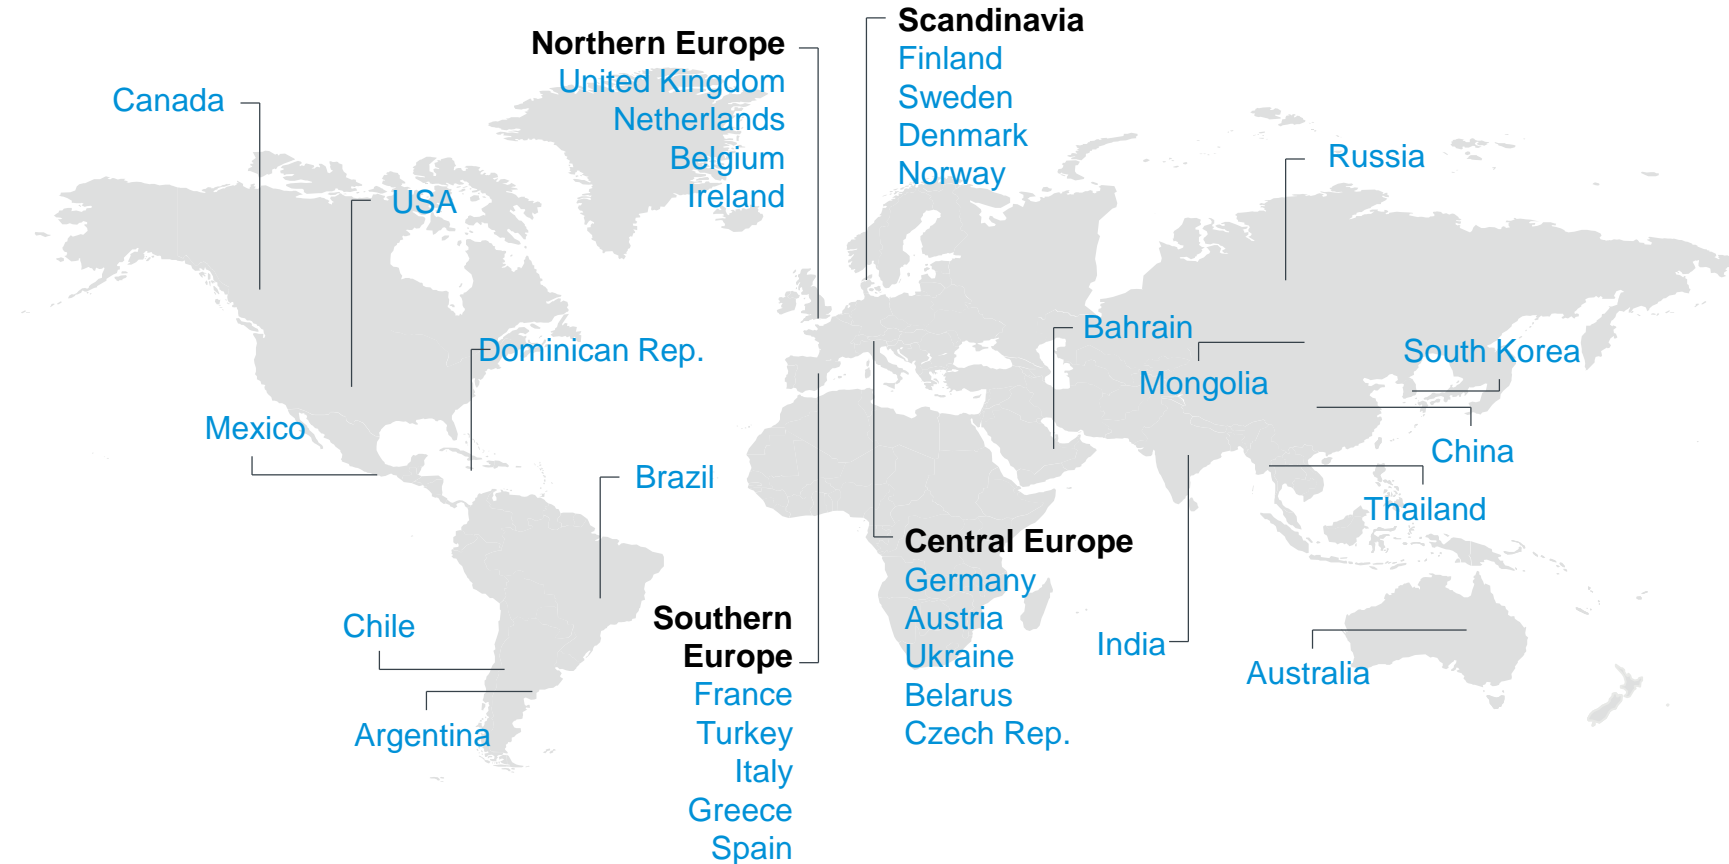 Scandinavia
Finland
Sweden
Denmark
Norway
Northern Europe
United Kingdom
Netherlands
Belgium
Ireland
Canada
USA
Russia
Dominican Rep.
Bahrain
Mongolia
South Korea
Mexico
China
Brazil
Thailand
Central Europe
Germany
Austria
Ukraine
Belarus
Czech Rep.
Southern
Europe
France
Turkey
Italy
Greece
Spain
Chile
Argentina
India
Australia